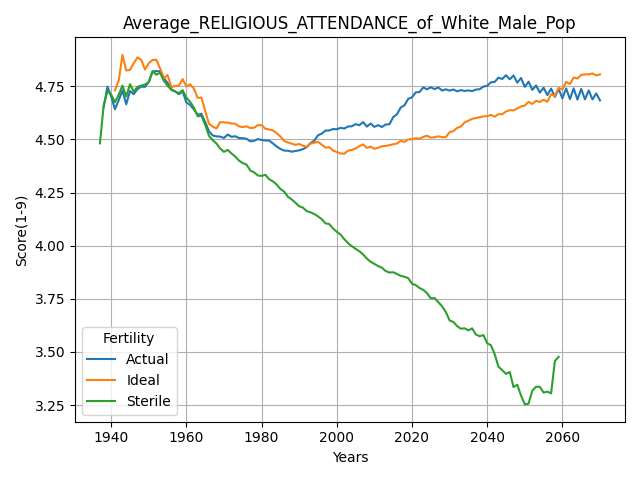 Average_RELIGIOUS_ATTENDANCE_of_White_Male_Pop
Score(1-9)
4.75
4.50
4.25
4.00
3.75
3.50
3.25
Fertility
Actual
Ideal
Sterile
1940 1960 1980 2000 2020 2040 2060
Years